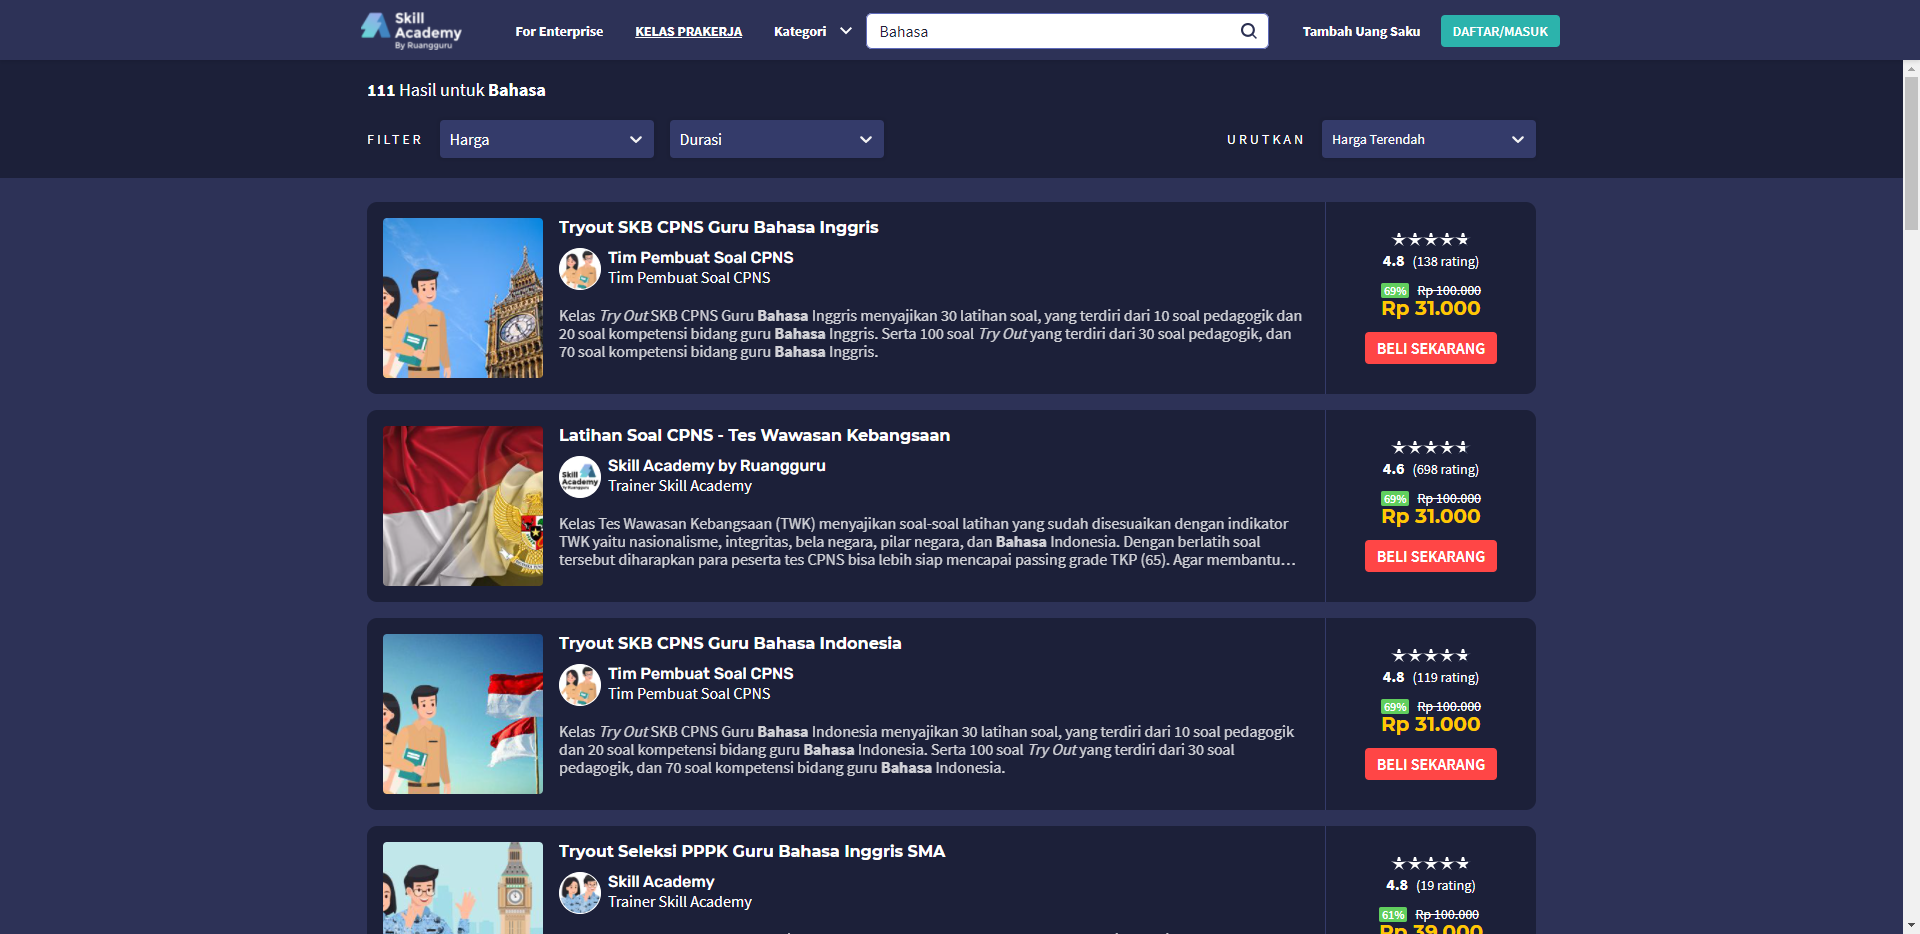 Skill Academy By Ruangguru
For Enterprise
KELAS PRAKERJA
Kategori
Bahasa
Tambah Uang Saku
DAFTAR/MASUK
111 Hasil untuk Bahasa
FILTER
Harga
Durasi
URUTKAN
Harga Terendah
Tryout SKB CPNS Guru Bahasa Inggris
Tim Pembuat Soal CPNS
Tim Pembuat Soal CPNS
Kelas Try Out SKB CPNS Guru Bahasa Inggris menyajikan 30 latihan soal, yang terdiri dari 10 soal pedagogik dan
20 soal kompetensi bidang guru Bahasa Inggris. Serta 100 soal Try Out yang terdiri dari 30 soal pedagogik, dan
70 soal kompetensi bidang guru Bahasa Inggris.
4.8 (138 rating)
69% Rp 100.000
Rp 31.000
BELI SEKARANG
Latihan Soal CPNS - Tes Wawasan Kebangsaan
Skill Academy by Ruangguru
Trainer Skill Academy
Kelas Tes Wawasan Kebangsaan (TWK) menyajikan soal-soal latihan yang sudah disesuaikan dengan indikator
TWK yaitu nasionalisme, integritas, bela negara, pilar negara, dan Bahasa Indonesia. Dengan berlatih soal
tersebut diharapkan para peserta tes CPNS bisa lebih siap mencapai passing grade TKP (65). Agar membantu…
4.6 (698 rating)
69% Rp 100.000
Rp 31.000
BELI SEKARANG
Tryout SKB CPNS Guru Bahasa Indonesia
Tim Pembuat Soal CPNS
Tim Pembuat Soal CPNS
Kelas Try Out SKB CPNS Guru Bahasa Indonesia menyajikan 30 latihan soal, yang terdiri dari 10 soal pedagogik
dan 20 soal kompetensi bidang guru Bahasa Indonesia. Serta 100 soal Try Out yang terdiri dari 30 soal
pedagogik, dan 70 soal kompetensi bidang guru Bahasa Indonesia.
4.8 (119 rating)
69% Rp 100.000
Rp 31.000
BELI SEKARANG
Tryout Seleksi PPPK Guru Bahasa Inggris SMA
Skill Academy
Trainer Skill Academy
4.8 (19 rating)
61% Rp 100.000
Rp 39.000